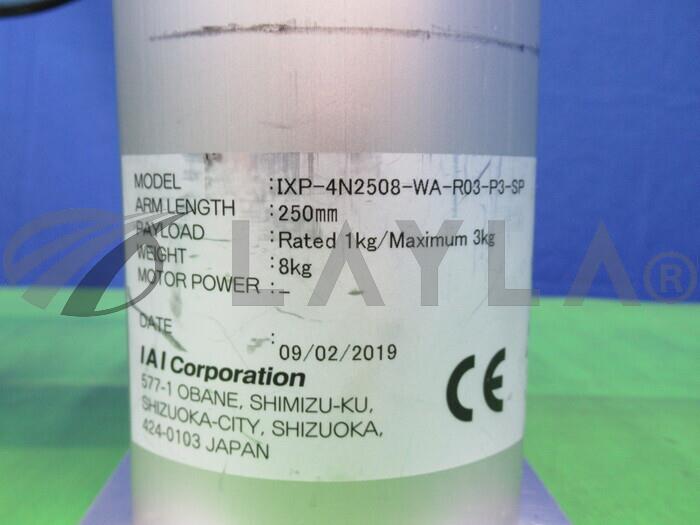 MODEL :IXP-4N2508-WA-R03-P3-SP
ARM LENGTH :250mm
PAYLOAD :Rated 1kg/Maximum 3kg
WEIGHT :8kg
MOTOR POWER :-
DATE : 09/02/2019
IAI Corporation
577-1 OBANE, SHIMIZU-KU,
SHIZUOKA-CITY, SHIZUOKA,
424-0103 JAPAN
CE
LAYLA®